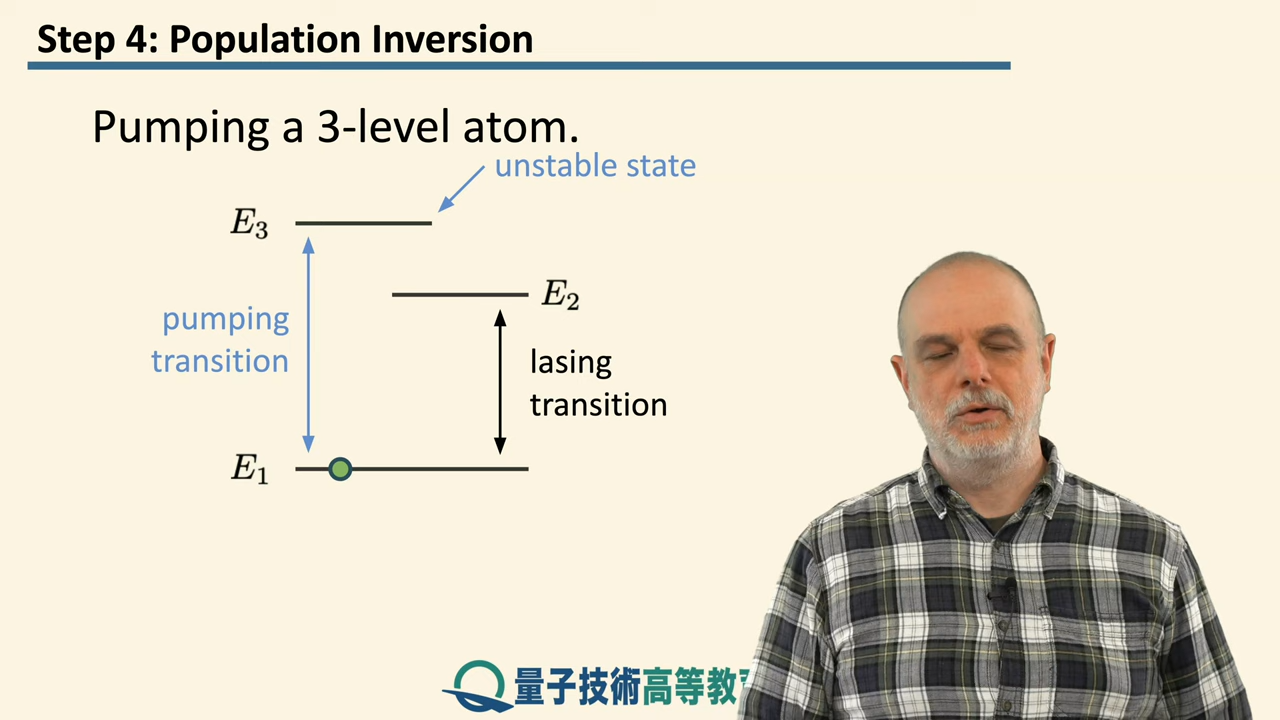 Step 4: Population Inversion
Pumping a 3-level atom.
unstable state
E3
E2
pumping
transition
lasing
transition
E1
量子技術高等教